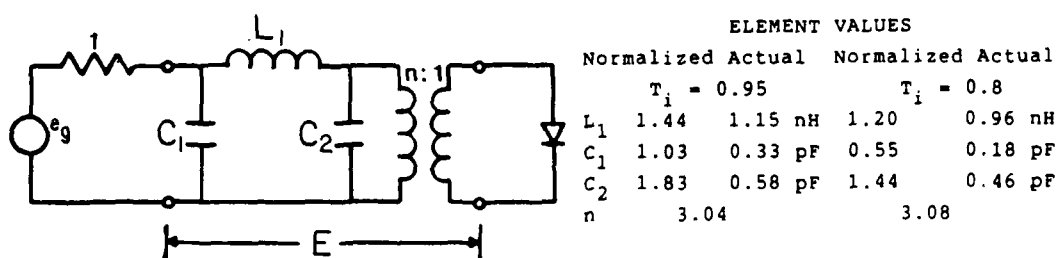 1
L1
n:1
eg
C1
C2
E
ELEMENT VALUES
Normalized Actual Normalized Actual
Ti = 0.95 Ti = 0.8
L1 1.44 1.15 nH 1.20 0.96 nH
C1 1.03 0.33 pF 0.55 0.18 pF
C2 1.83 0.58 pF 1.44 0.46 pF
n 3.04 3.08